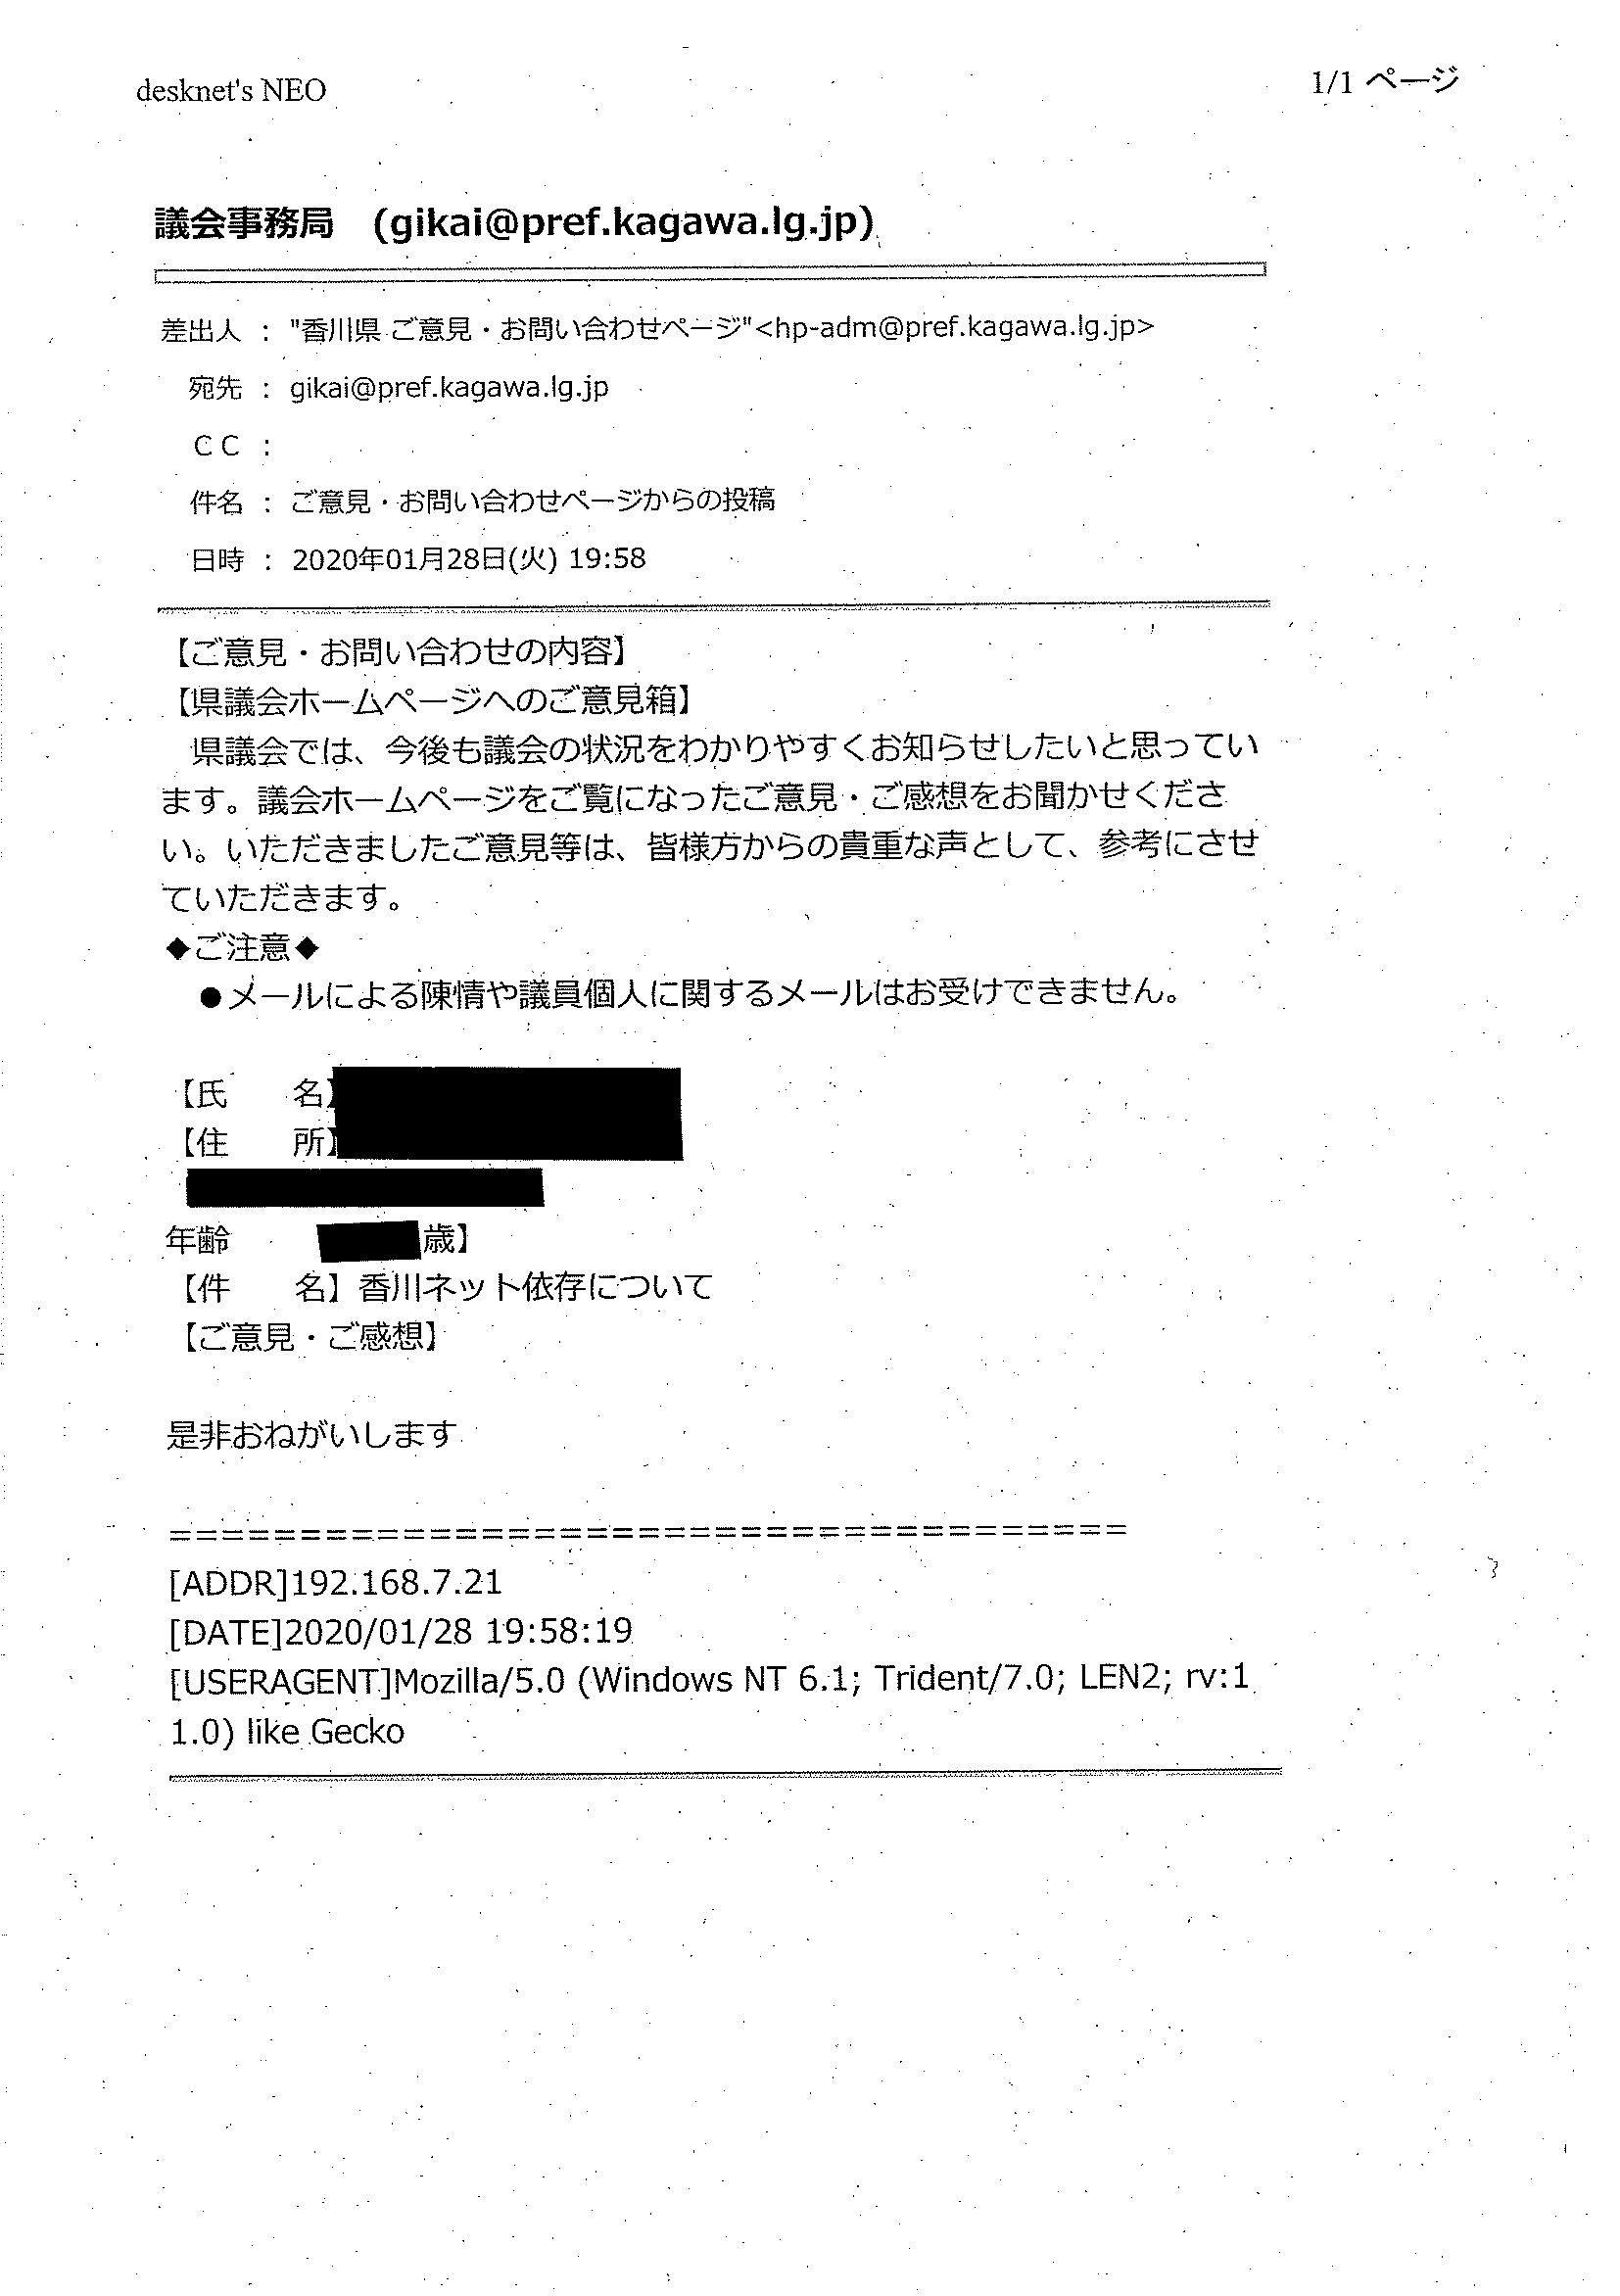 desknet's NEO
1/1 ページ
議会事務局　(gikai@pref.kagawa.lg.jp)
差出人 : "香川県 ご意見・お問い合わせページ"<hp-adm@pref.kagawa.lg.jp>
宛先 : gikai@pref.kagawa.lg.jp
ＣＣ :
件名 : ご意見・お問い合わせページからの投稿
日時 : 2020年01月28日(火) 19:58
【ご意見・お問い合わせの内容】
【県議会ホームページへのご意見箱】
　県議会では、今後も議会の状況をわかりやすくお知らせしたいと思ってい
ます。議会ホームページをご覧になったご意見・ご感想をお聞かせくださ
い。いただきましたご意見等は、皆様方からの貴重な声として、参考にさせ
ていただきます。
◆ご注意◆
　●メールによる陳情や議員個人に関するメールはお受けできません。
【氏　　名】
【住　　所】
年齢　　　歳】
【件　　名】香川ネット依存について
【ご意見・ご感想】
是非おねがいします
=====================================
[ADDR]192.168.7.21
[DATE]2020/01/28 19:58:19
[USERAGENT]Mozilla/5.0 (Windows NT 6.1; Trident/7.0; LEN2; rv:1
1.0) like Gecko